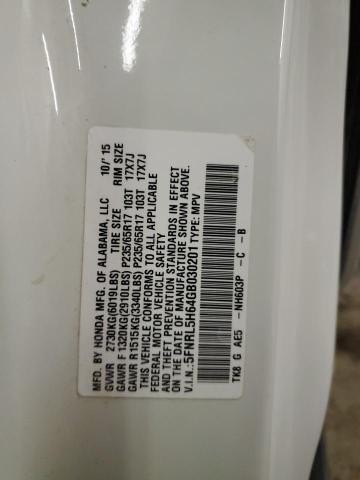 MFD. BY HONDA MFG. OF ALABAMA, LLC 10/'15
GVWR 2730KG(6019LBS) TIRE SIZE RIM SIZE
GAWR F 1320KG(2910LBS) P235/65R17 103T 17X7J
GAWR R1515KG(3340LBS) P235/65R17 103T 17X7J
THIS VEHICLE CONFORMS TO ALL APPLICABLE
FEDERAL MOTOR VEHICLE SAFETY
AND THEFT PREVENTION STANDARDS IN EFFECT
ON THE DATE OF MANUFACTURE SHOWN ABOVE.
V.I.N.:5FNRL5H64GB030201 TYPE: MPV
TK8 G AE5 -NH603P -C -B